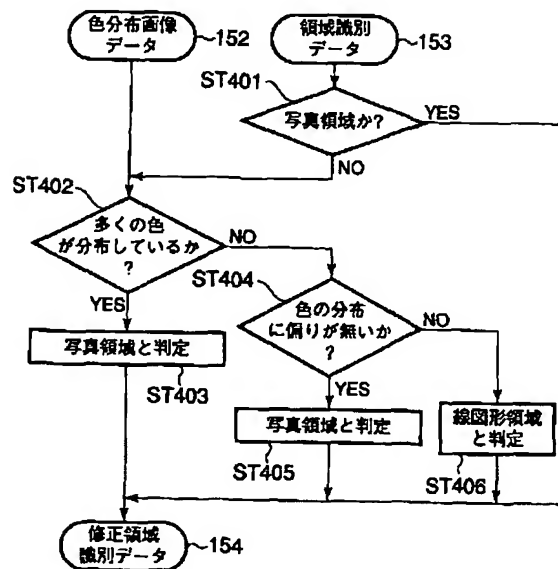 色分布画像
データ
152
領域識別
データ
153
ST401
写真領域か?
YES
NO
ST402
多くの色
が分布しているか
?
NO
YES
ST404
色の分布
に偏りが無いか
?
NO
YES
写真領域と判定
ST403
写真領域と判定
ST405
線図形領域
と判定
ST406
修正領域
識別データ
154